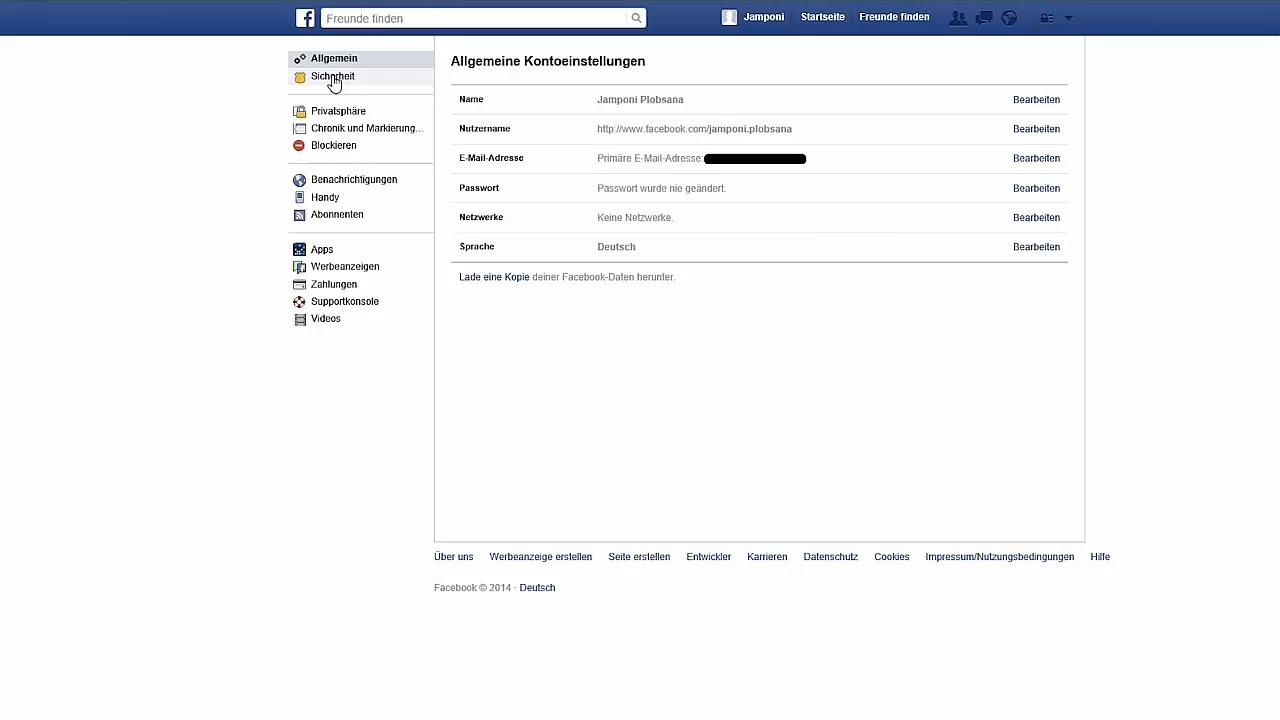 Freunde finden
Jamponi Startseite Freunde finden
Allgemein
Sicherheit
Privatsphäre
Chronik und Markierung...
Blockieren
Benachrichtigungen
Handy
Abonnenten
Apps
Werbeanzeigen
Zahlungen
Supportkonsole
Videos
Allgemeine Kontoeinstellungen
Name Jamponi Plobsana Bearbeiten
Nutzername http://www.facebook.com/jamponi.plobsana Bearbeiten
E-Mail-Adresse Primäre E-Mail-Adresse: Bearbeiten
Passwort Passwort wurde nie geändert. Bearbeiten
Netzwerke Keine Netzwerke. Bearbeiten
Sprache Deutsch Bearbeiten
Lade eine Kopie deiner Facebook-Daten herunter.
Über uns Werbeanzeige erstellen Seite erstellen Entwickler Karrieren Datenschutz Cookies Impressum/Nutzungsbedingungen Hilfe
Facebook © 2014 · Deutsch